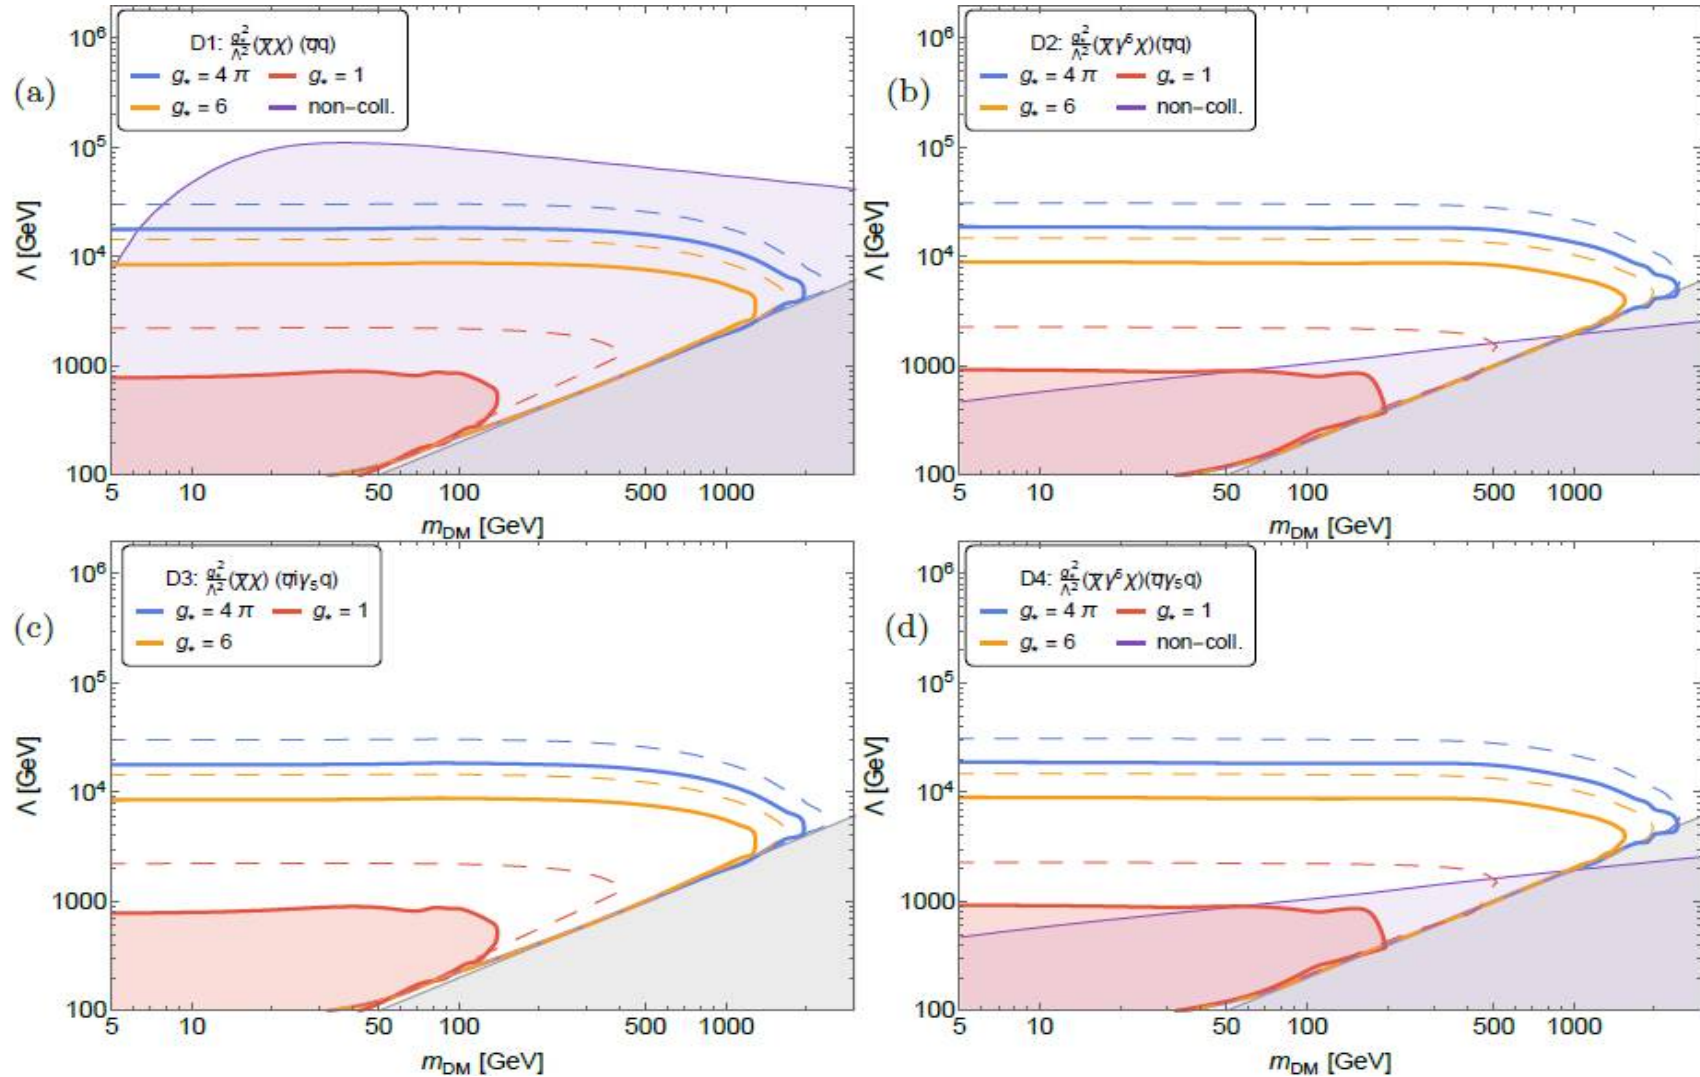 (a)
D1: g⋆²/Λ² (χ̅χ) (q̅q)
g⋆ = 4 π g⋆ = 1
g⋆ = 6 non-coll.
10⁶
10⁵
10⁴
1000
100
Λ [GeV]
5 10 50 100 500 1000
m_DM [GeV]
(b)
D2: g⋆²/Λ² (χ̅γ⁵χ)(q̅q)
g⋆ = 4 π g⋆ = 1
g⋆ = 6 non-coll.
10⁶
10⁵
10⁴
1000
100
Λ [GeV]
5 10 50 100 500 1000
m_DM [GeV]
(c)
D3: g⋆²/Λ² (χ̅χ) (q̅iγ₅q)
g⋆ = 4 π g⋆ = 1
g⋆ = 6
10⁶
10⁵
10⁴
1000
100
Λ [GeV]
5 10 50 100 500 1000
m_DM [GeV]
(d)
D4: g⋆²/Λ² (χ̅γ⁵χ)(q̅γ₅q)
g⋆ = 4 π g⋆ = 1
g⋆ = 6 non-coll.
10⁶
10⁵
10⁴
1000
100
Λ [GeV]
5 10 50 100 500 1000
m_DM [GeV]